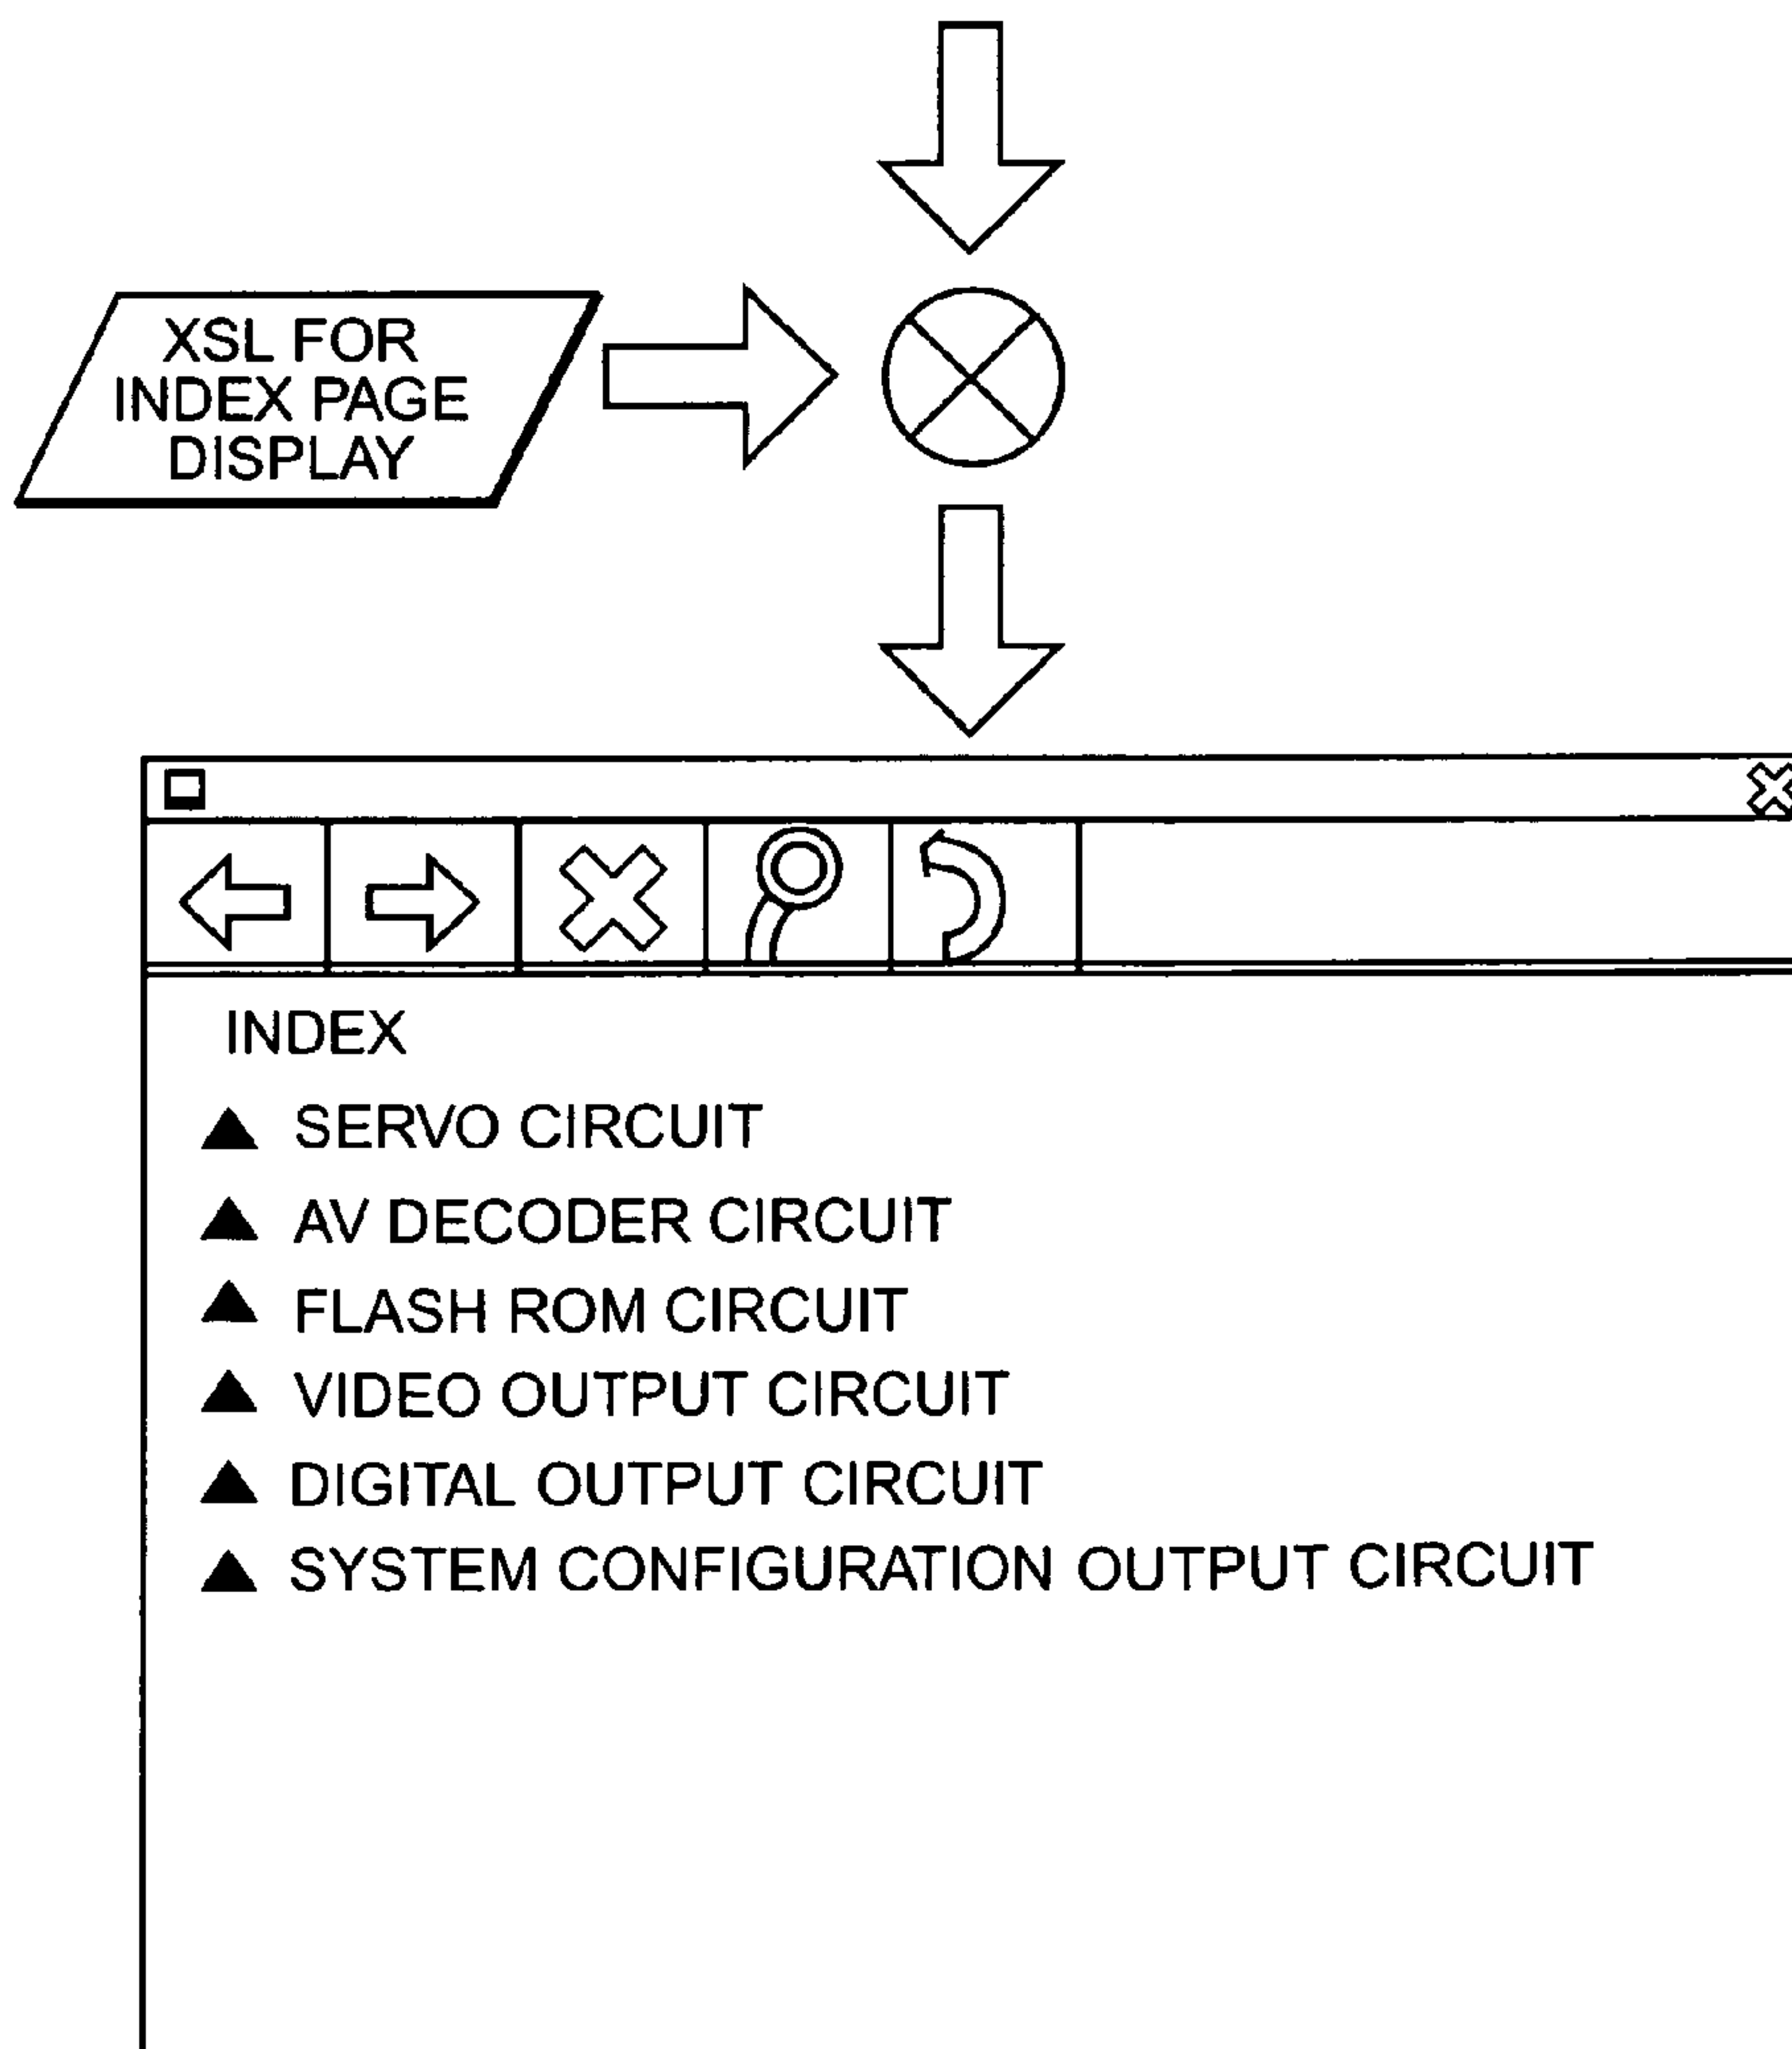 XSL FOR
INDEX PAGE
DISPLAY
INDEX
▲ SERVO CIRCUIT
▲ AV DECODER CIRCUIT
▲ FLASH ROM CIRCUIT
▲ VIDEO OUTPUT CIRCUIT
▲ DIGITAL OUTPUT CIRCUIT
▲ SYSTEM CONFIGURATION OUTPUT CIRCUIT